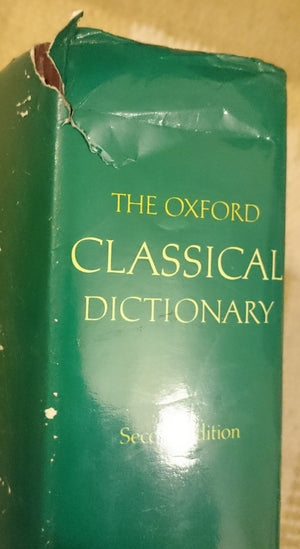 THE OXFORD
CLASSICAL
DICTIONARY
Second Edition